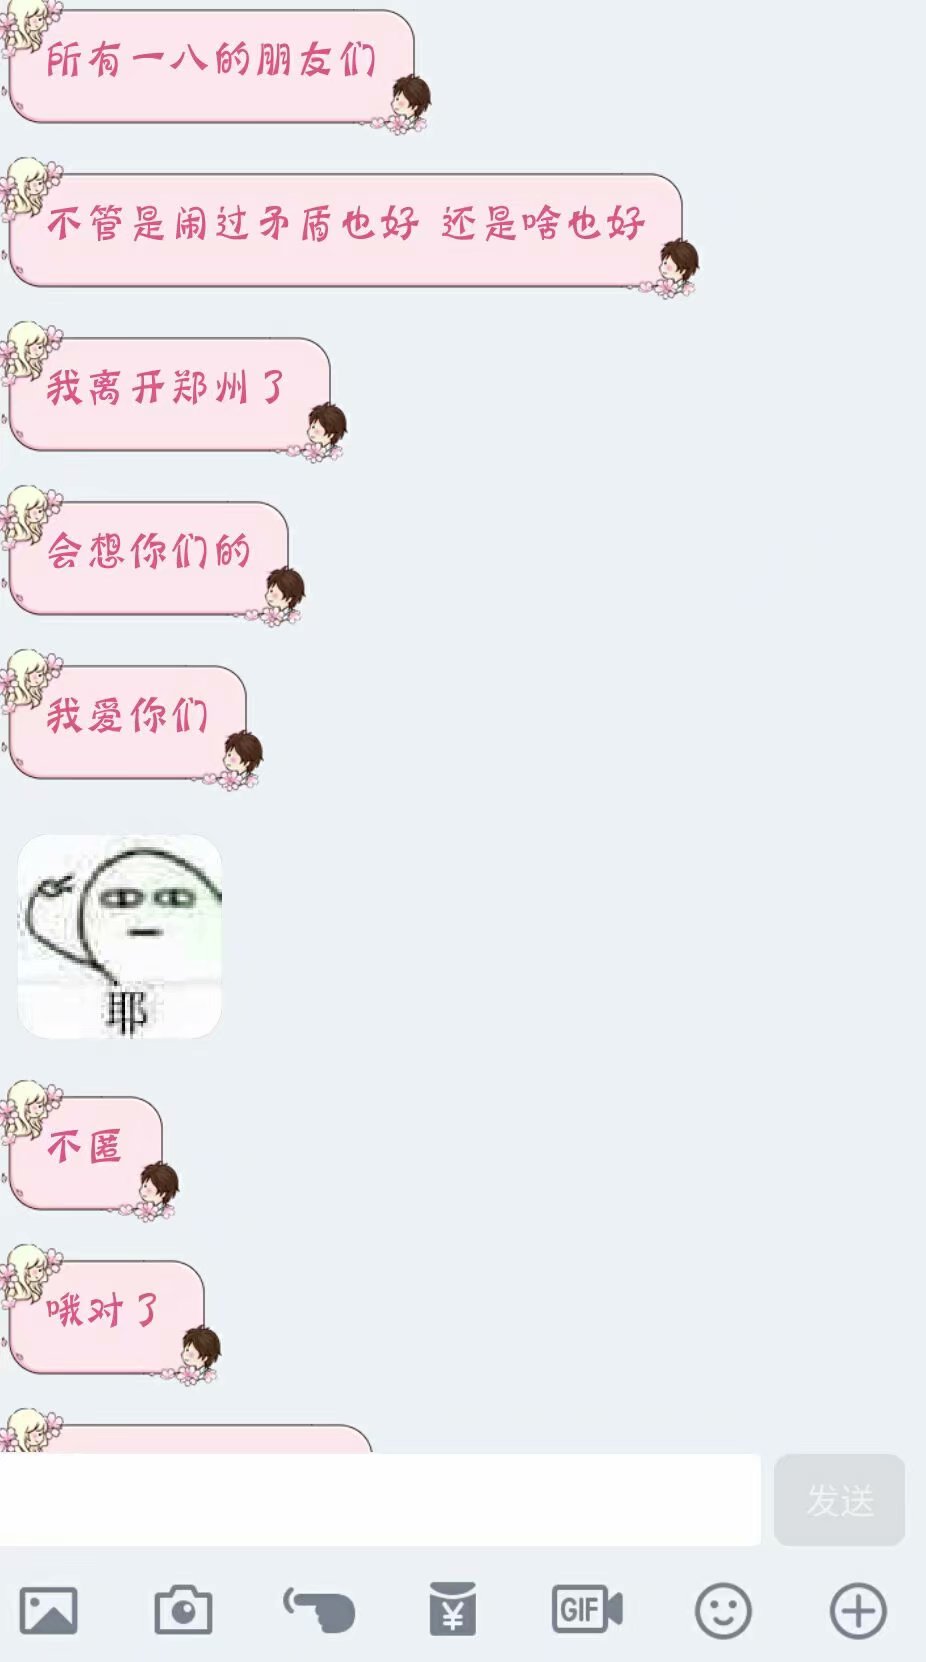 所有一八的朋友们
不管是闹过矛盾也好 还是啥也好
我离开郑州了
会想你们的
我爱你们
耶
不匿
哦对了
发送
GIF